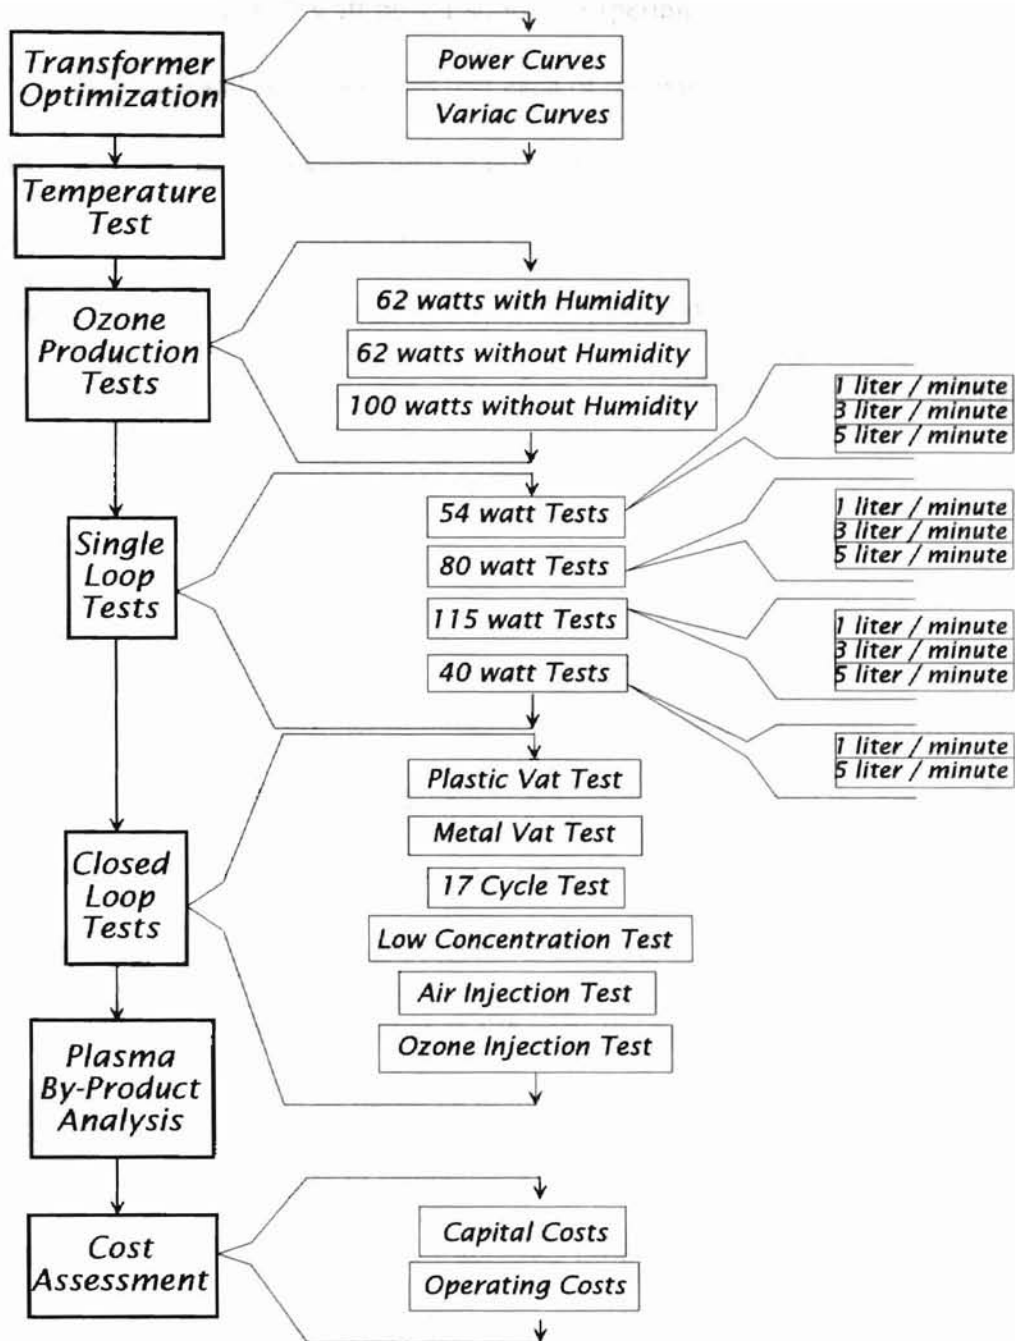 Transformer
Optimization
Power Curves
Variac Curves
Temperature
Test
Ozone
Production
Tests
62 watts with Humidity
62 watts without Humidity
100 watts without Humidity
Single
Loop
Tests
54 watt Tests
1 liter / minute
3 liter / minute
5 liter / minute
80 watt Tests
1 liter / minute
3 liter / minute
5 liter / minute
115 watt Tests
1 liter / minute
3 liter / minute
5 liter / minute
40 watt Tests
1 liter / minute
5 liter / minute
Closed
Loop
Tests
Plastic Vat Test
Metal Vat Test
17 Cycle Test
Low Concentration Test
Air Injection Test
Ozone Injection Test
Plasma
By-Product
Analysis
Cost
Assessment
Capital Costs
Operating Costs